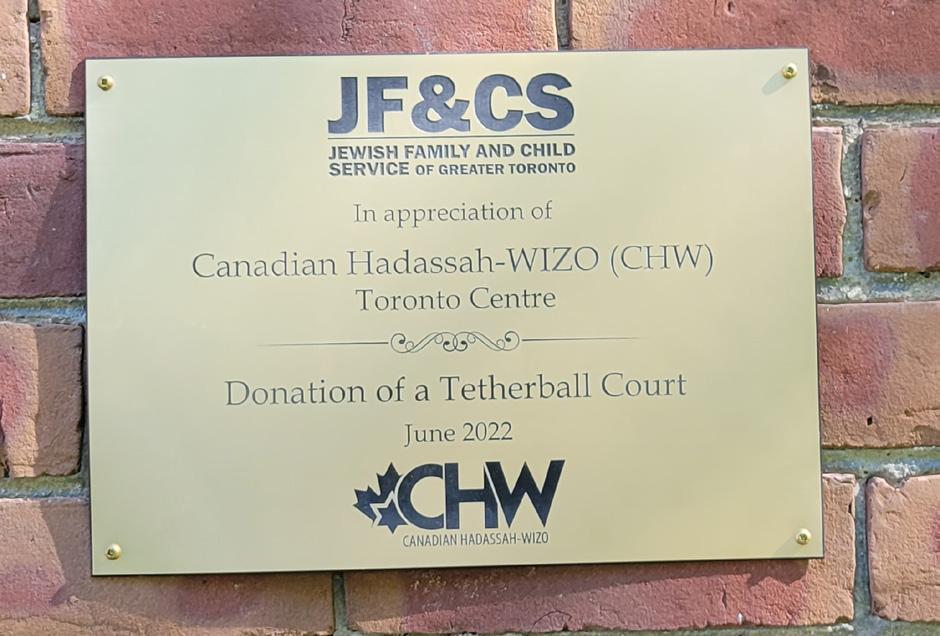 JF&CS
JEWISH FAMILY AND CHILD
SERVICE OF GREATER TORONTO
In appreciation of
Canadian Hadassah-WIZO (CHW)
Toronto Centre
Donation of a Tetherball Court
June 2022
CHW
CANADIAN HADASSAH-WIZO